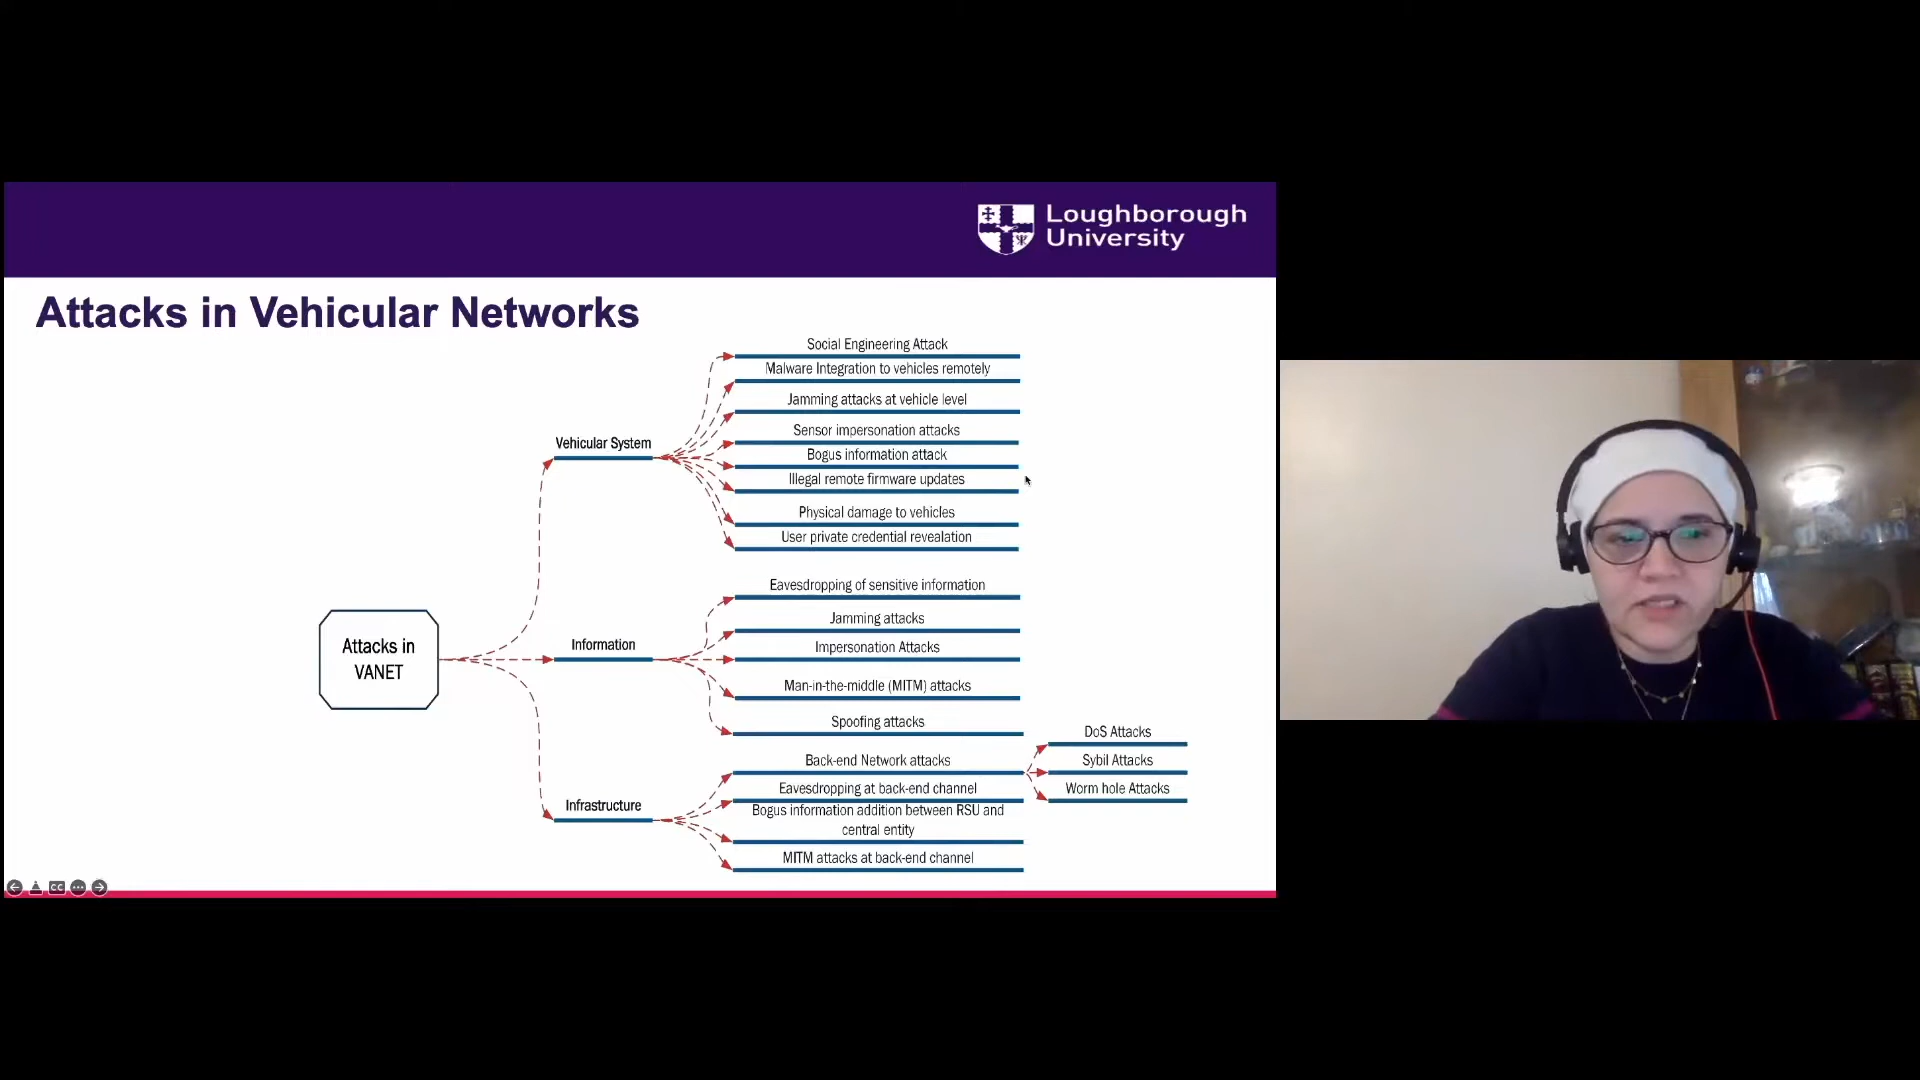 Loughborough
University
Attacks in Vehicular Networks
Social Engineering Attack
Malware Integration to vehicles remotely
Jamming attacks at vehicle level
Sensor impersonation attacks
Vehicular System
Bogus information attack
Illegal remote firmware updates
Physical damage to vehicles
User private credential revealation
Eavesdropping of sensitive information
Jamming attacks
Attacks in
VANET
Information
Impersonation Attacks
Man-in-the-middle (MITM) attacks
Spoofing attacks
DoS Attacks
Back-end Network attacks
Sybil Attacks
Eavesdropping at back-end channel
Worm hole Attacks
Infrastructure
Bogus information addition between RSU and
central entity
MITM attacks at back-end channel
CC